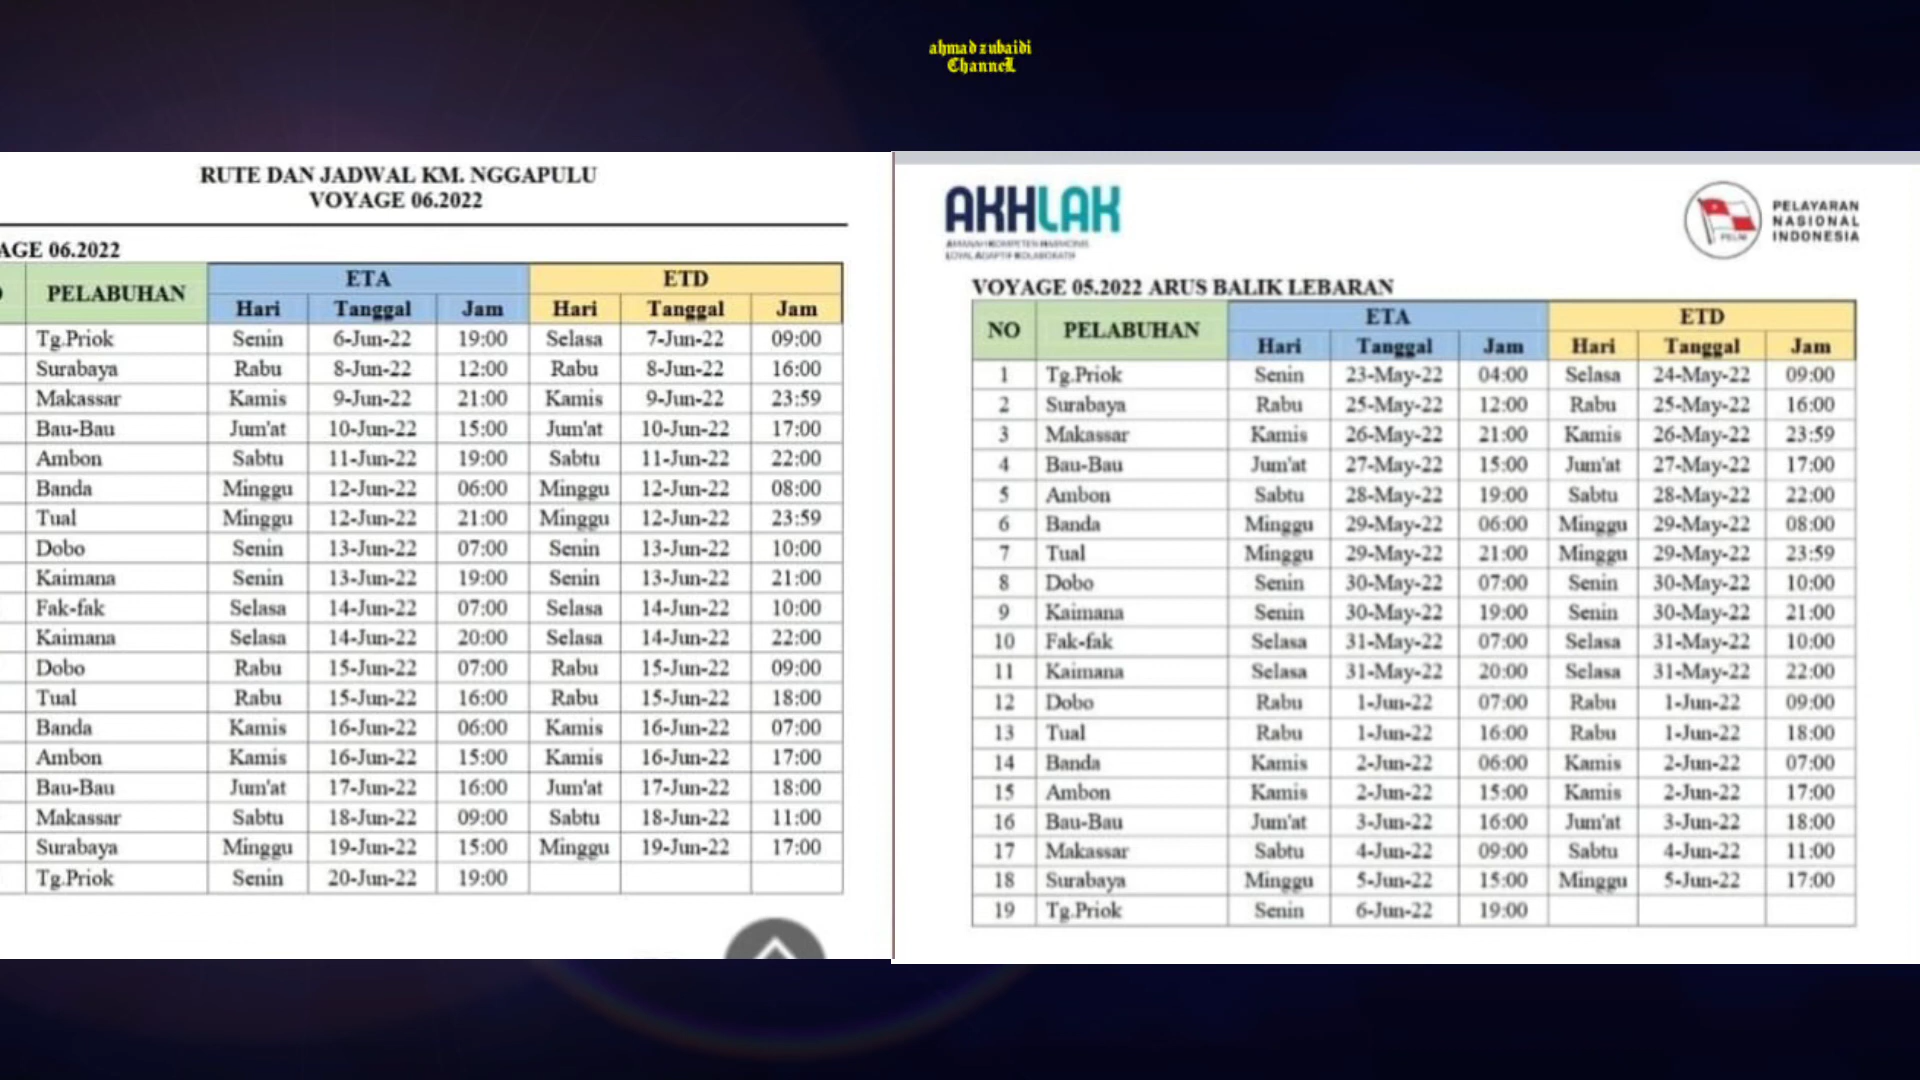 ahmad zubaidi
ChanneL
RUTE DAN JADWAL KM. NGGAPULU
VOYAGE 06.2022
AGE 06.2022
PELABUHAN ETA ETD
Hari Tanggal Jam Hari Tanggal Jam
Tg.Priok Senin 6-Jun-22 19:00 Selasa 7-Jun-22 09:00
Surabaya Rabu 8-Jun-22 12:00 Rabu 8-Jun-22 16:00
Makassar Kamis 9-Jun-22 21:00 Kamis 9-Jun-22 23:59
Bau-Bau Jum'at 10-Jun-22 15:00 Jum'at 10-Jun-22 17:00
Ambon Sabtu 11-Jun-22 19:00 Sabtu 11-Jun-22 22:00
Banda Minggu 12-Jun-22 06:00 Minggu 12-Jun-22 08:00
Tual Minggu 12-Jun-22 21:00 Minggu 12-Jun-22 23:59
Dobo Senin 13-Jun-22 07:00 Senin 13-Jun-22 10:00
Kaimana Senin 13-Jun-22 19:00 Senin 13-Jun-22 21:00
Fak-fak Selasa 14-Jun-22 07:00 Selasa 14-Jun-22 10:00
Kaimana Selasa 14-Jun-22 20:00 Selasa 14-Jun-22 22:00
Dobo Rabu 15-Jun-22 07:00 Rabu 15-Jun-22 09:00
Tual Rabu 15-Jun-22 16:00 Rabu 15-Jun-22 18:00
Banda Kamis 16-Jun-22 06:00 Kamis 16-Jun-22 07:00
Ambon Kamis 16-Jun-22 15:00 Kamis 16-Jun-22 17:00
Bau-Bau Jum'at 17-Jun-22 16:00 Jum'at 17-Jun-22 18:00
Makassar Sabtu 18-Jun-22 09:00 Sabtu 18-Jun-22 11:00
Surabaya Minggu 19-Jun-22 15:00 Minggu 19-Jun-22 17:00
Tg.Priok Senin 20-Jun-22 19:00
AKHLAK
AMANAH KOMPETEN HARMONIS
LOYAL ADAPTIF KOLABORATIF
PELNI
PELAYARAN
NASIONAL
INDONESIA
VOYAGE 05.2022 ARUS BALIK LEBARAN
NO PELABUHAN ETA ETD
Hari Tanggal Jam Hari Tanggal Jam
1 Tg.Priok Senin 23-May-22 04:00 Selasa 24-May-22 09:00
2 Surabaya Rabu 25-May-22 12:00 Rabu 25-May-22 16:00
3 Makassar Kamis 26-May-22 21:00 Kamis 26-May-22 23:59
4 Bau-Bau Jum'at 27-May-22 15:00 Jum'at 27-May-22 17:00
5 Ambon Sabtu 28-May-22 19:00 Sabtu 28-May-22 22:00
6 Banda Minggu 29-May-22 06:00 Minggu 29-May-22 08:00
7 Tual Minggu 29-May-22 21:00 Minggu 29-May-22 23:59
8 Dobo Senin 30-May-22 07:00 Senin 30-May-22 10:00
9 Kaimana Senin 30-May-22 19:00 Senin 30-May-22 21:00
10 Fak-fak Selasa 31-May-22 07:00 Selasa 31-May-22 10:00
11 Kaimana Selasa 31-May-22 20:00 Selasa 31-May-22 22:00
12 Dobo Rabu 1-Jun-22 07:00 Rabu 1-Jun-22 09:00
13 Tual Rabu 1-Jun-22 16:00 Rabu 1-Jun-22 18:00
14 Banda Kamis 2-Jun-22 06:00 Kamis 2-Jun-22 07:00
15 Ambon Kamis 2-Jun-22 15:00 Kamis 2-Jun-22 17:00
16 Bau-Bau Jum'at 3-Jun-22 16:00 Jum'at 3-Jun-22 18:00
17 Makassar Sabtu 4-Jun-22 09:00 Sabtu 4-Jun-22 11:00
18 Surabaya Minggu 5-Jun-22 15:00 Minggu 5-Jun-22 17:00
19 Tg.Priok Senin 6-Jun-22 19:00